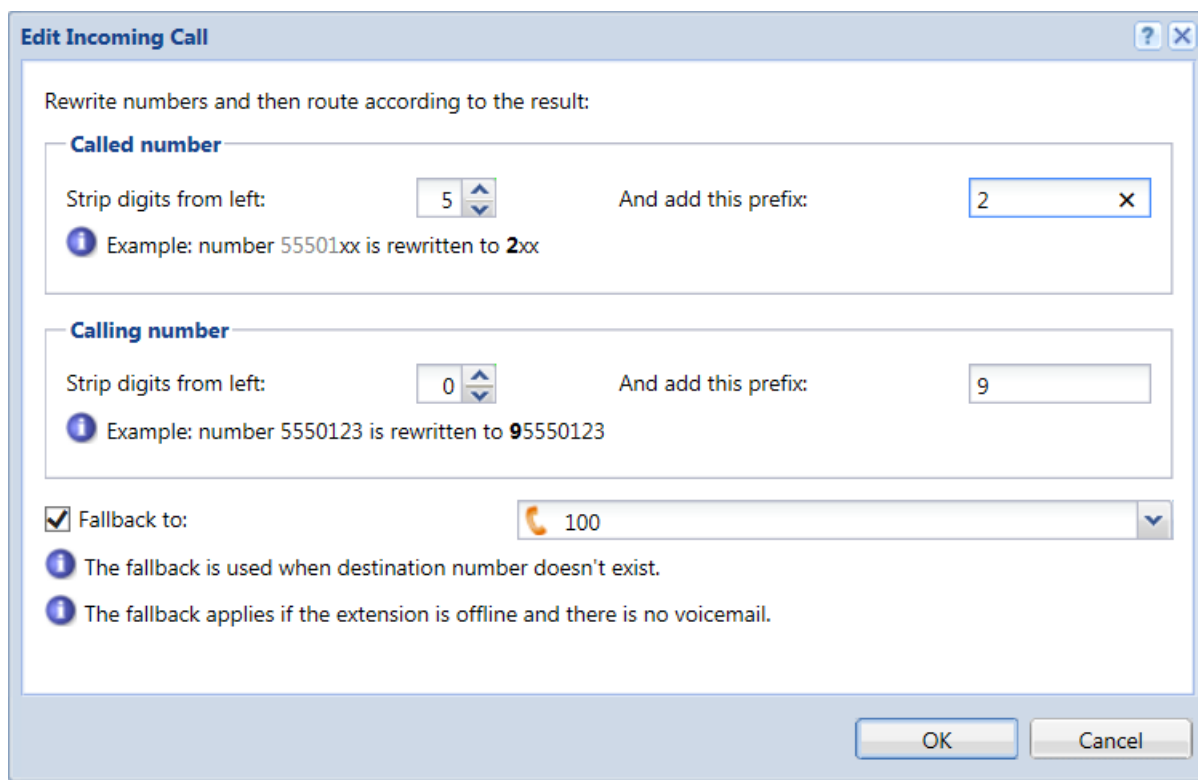 Edit Incoming Call
Rewrite numbers and then route according to the result:
Called number
Strip digits from left: 5 And add this prefix: 2
Example: number 55501xx is rewritten to 2xx
Calling number
Strip digits from left: 0 And add this prefix: 9
Example: number 5550123 is rewritten to 95550123
Fallback to: 100
The fallback is used when destination number doesn't exist.
The fallback applies if the extension is offline and there is no voicemail.
OK Cancel